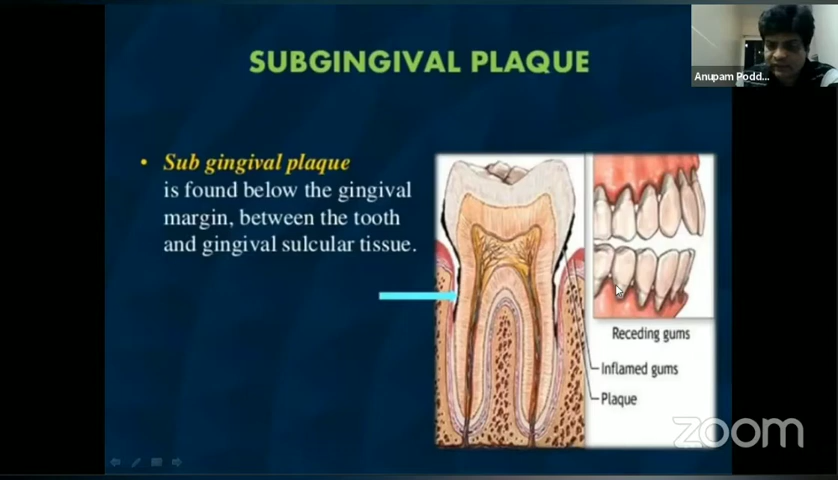 SUBGINGIVAL PLAQUE
Anupam Podd...
• Sub gingival plaque
is found below the gingival
margin, between the tooth
and gingival sulcular tissue.
Receding gums
Inflamed gums
Plaque
zoom